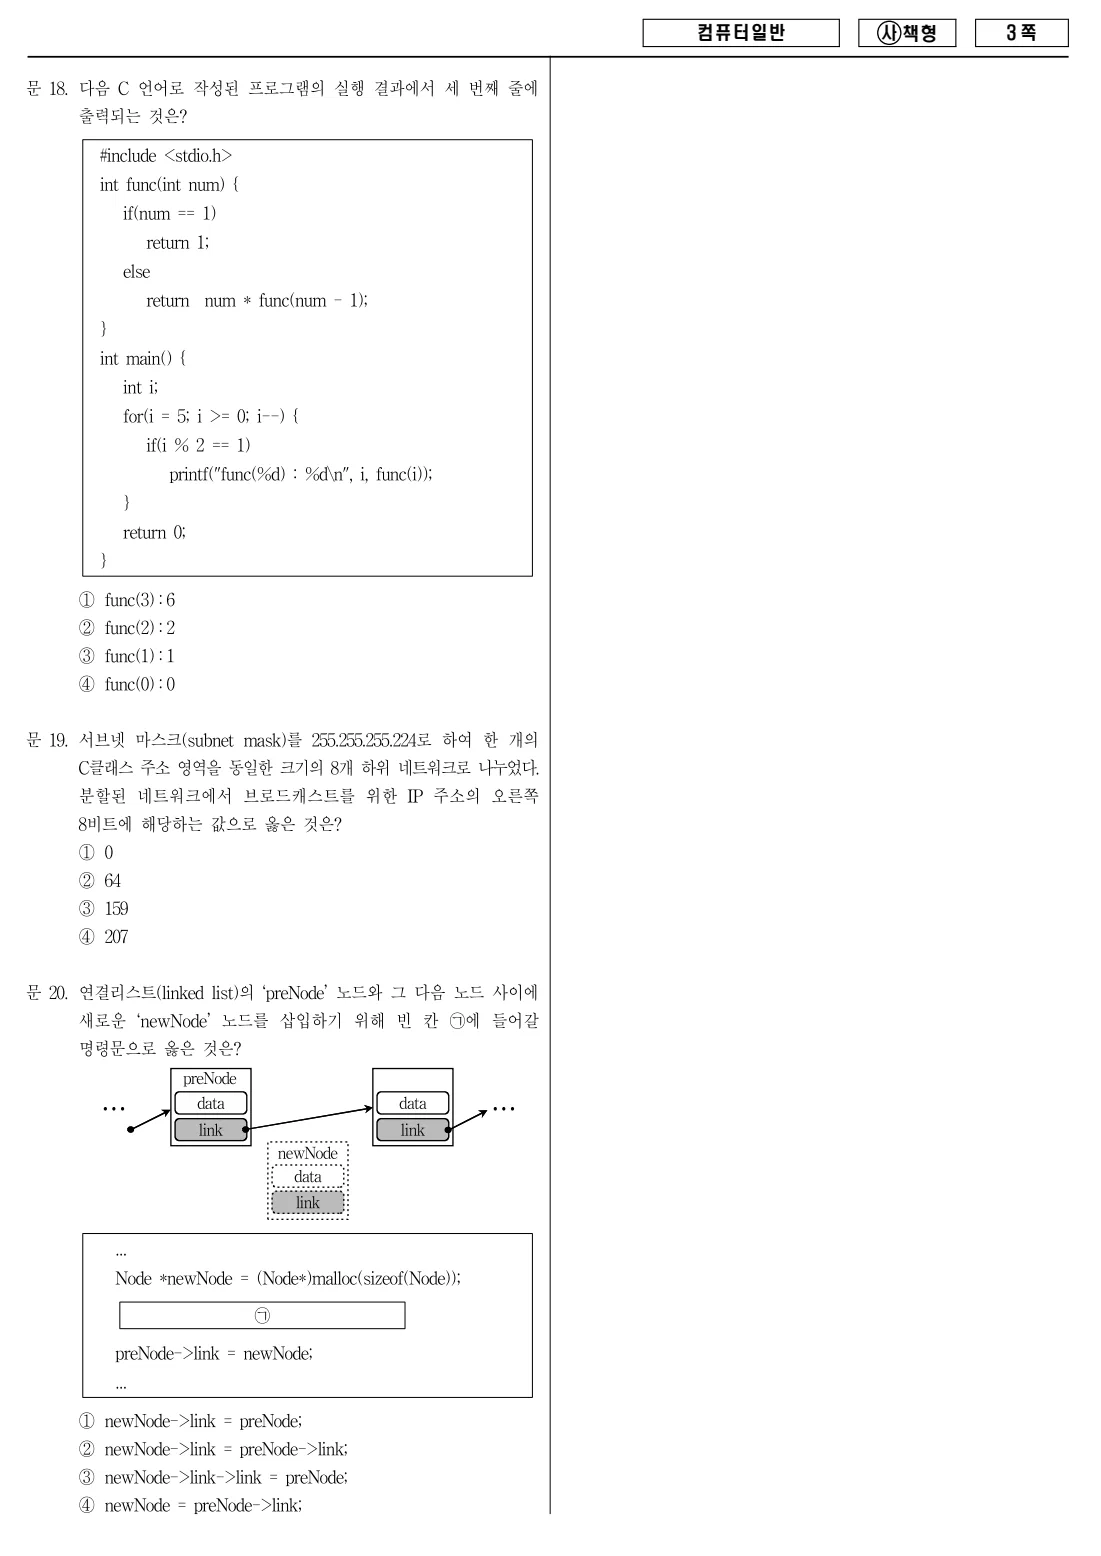 컴퓨터일반
㉴책형
3쪽
문 18. 다음 C 언어로 작성된 프로그램의 실행 결과에서 세 번째 줄에
출력되는 것은?
#include <stdio.h>
int func(int num) {
if(num == 1)
return 1;
else
return num * func(num - 1);
}
int main() {
int i;
for(i = 5; i >= 0; i--) {
if(i % 2 == 1)
printf("func(%d) : %d\n", i, func(i));
}
return 0;
}
① func(3) : 6
② func(2) : 2
③ func(1) : 1
④ func(0) : 0
문 19. 서브넷 마스크(subnet mask)를 255.255.255.224로 하여 한 개의
C클래스 주소 영역을 동일한 크기의 8개 하위 네트워크로 나누었다.
분할된 네트워크에서 브로드캐스트를 위한 IP 주소의 오른쪽
8비트에 해당하는 값으로 옳은 것은?
① 0
② 64
③ 159
④ 207
문 20. 연결리스트(linked list)의 ‘preNode’ 노드와 그 다음 노드 사이에
새로운 ‘newNode’ 노드를 삽입하기 위해 빈 칸 ㉠에 들어갈
명령문으로 옳은 것은?
preNode
data
link
data
link
newNode
data
link
...
Node *newNode = (Node*)malloc(sizeof(Node));
㉠
preNode->link = newNode;
...
① newNode->link = preNode;
② newNode->link = preNode->link;
③ newNode->link->link = preNode;
④ newNode = preNode->link;